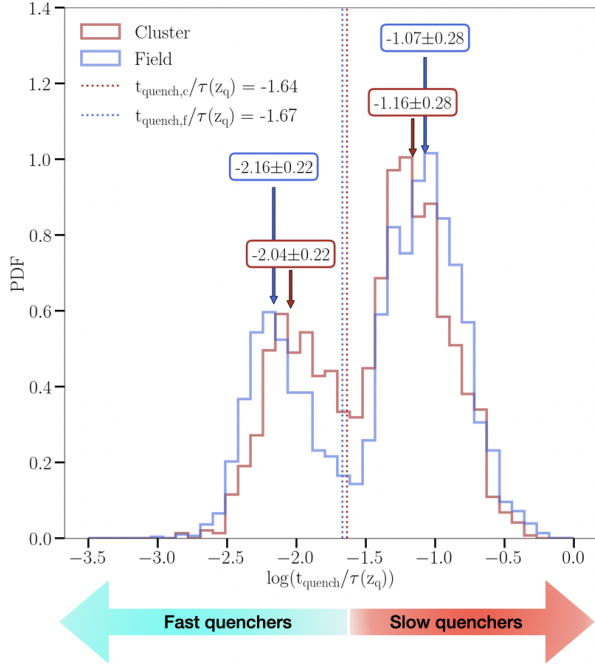 1.4
1.2
1.0
0.8
0.6
0.4
0.2
0.0
PDF
Cluster
Field
t_quench,c/τ(z_q) = -1.64
t_quench,f/τ(z_q) = -1.67
-1.07±0.28
-1.16±0.28
-2.16±0.22
-2.04±0.22
−3.5 −3.0 −2.5 −2.0 −1.5 −1.0 −0.5 0.0
log(t_quench/τ(z_q))
Fast quenchers Slow quenchers